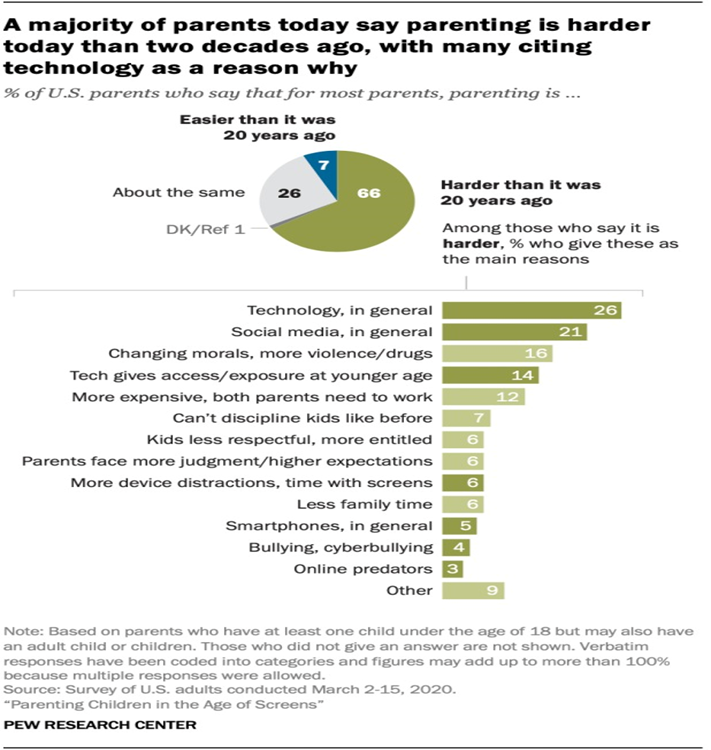 A majority of parents today say parenting is harder
today than two decades ago, with many citing
technology as a reason why
% of U.S. parents who say that for most parents, parenting is ...
Easier than it was
20 years ago
7
About the same
26
66
DK/Ref 1
Harder than it was
20 years ago
Among those who say it is
harder, % who give these as
the main reasons
Technology, in general 26
Social media, in general 21
Changing morals, more violence/drugs 16
Tech gives access/exposure at younger age 14
More expensive, both parents need to work 12
Can't discipline kids like before 7
Kids less respectful, more entitled 6
Parents face more judgment/higher expectations 6
More device distractions, time with screens 6
Less family time 6
Smartphones, in general 5
Bullying, cyberbullying 4
Online predators 3
Other 9
Note: Based on parents who have at least one child under the age of 18 but may also have
an adult child or children. Those who did not give an answer are not shown. Verbatim
responses have been coded into categories and figures may add up to more than 100%
because multiple responses were allowed.
Source: Survey of U.S. adults conducted March 2-15, 2020.
"Parenting Children in the Age of Screens"
PEW RESEARCH CENTER